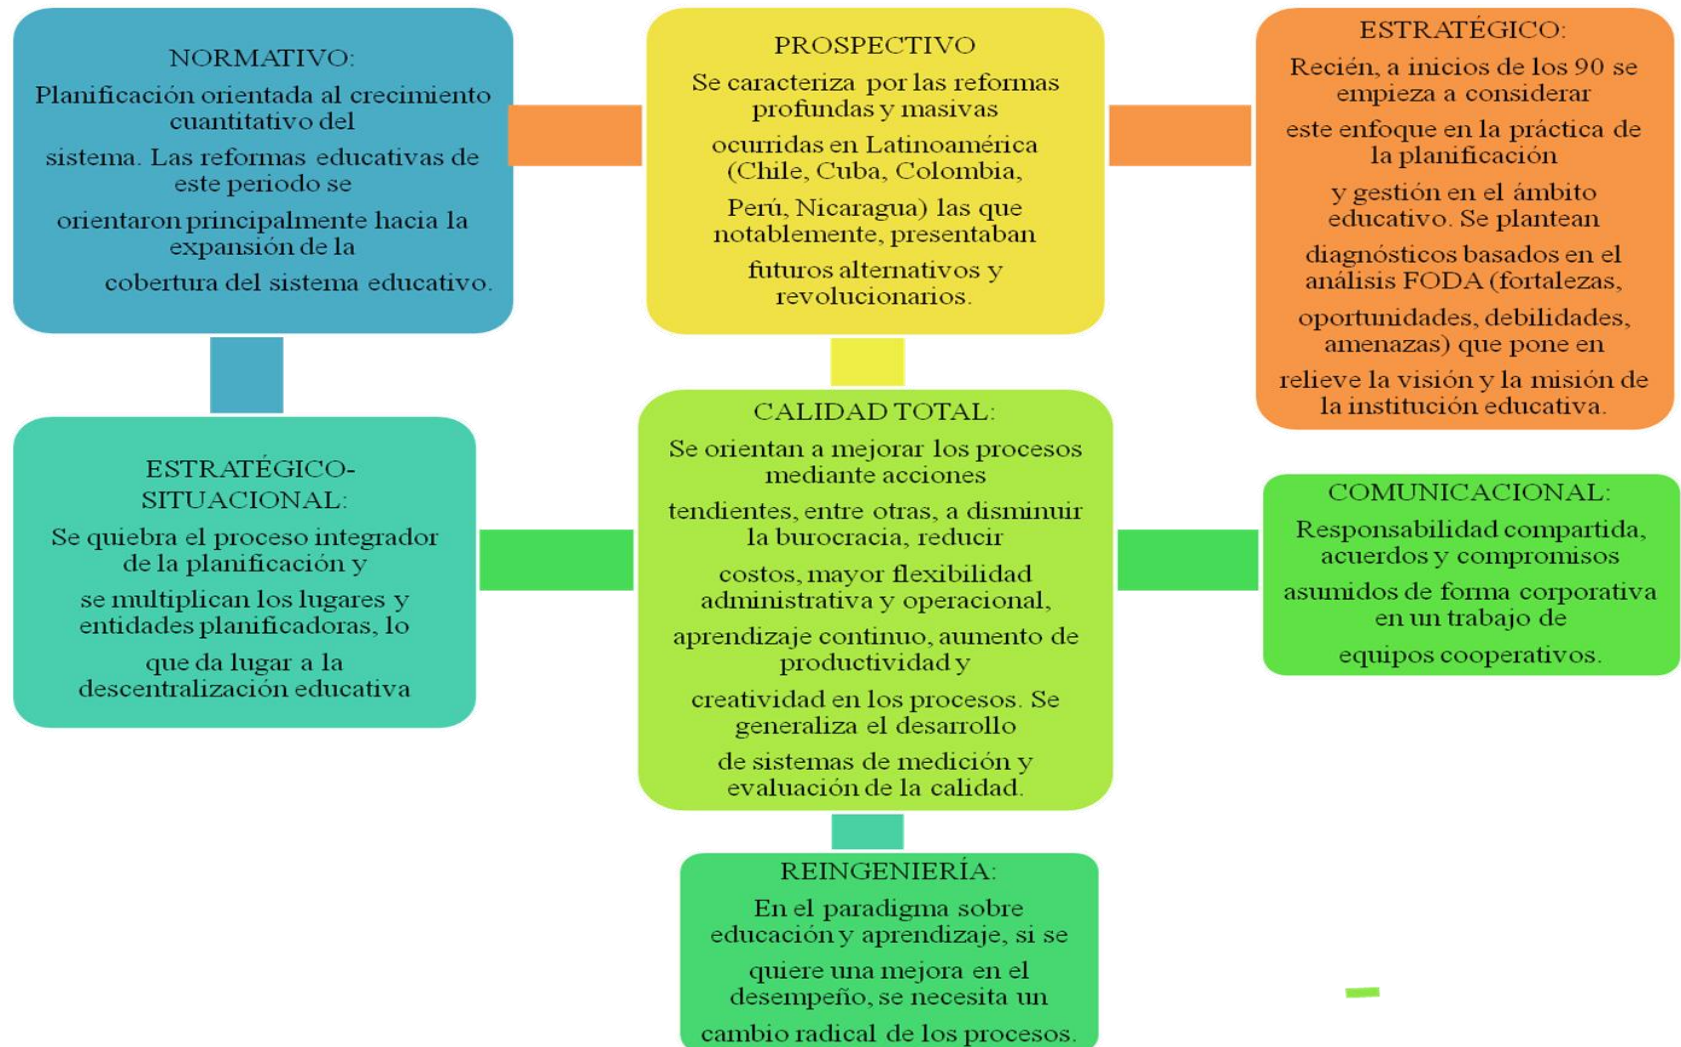 NORMATIVO:
Planificación orientada al crecimiento
cuantitativo del
sistema. Las reformas educativas de
este periodo se
orientaron principalmente hacia la
expansión de la
cobertura del sistema educativo.
PROSPECTIVO
Se caracteriza por las reformas
profundas y masivas
ocurridas en Latinoamérica
(Chile, Cuba, Colombia,
Perú, Nicaragua) las que
notablemente, presentaban
futuros alternativos y
revolucionarios.
ESTRATÉGICO:
Recién, a inicios de los 90 se
empieza a considerar
este enfoque en la práctica de
la planificación
y gestión en el ámbito
educativo. Se plantean
diagnósticos basados en el
análisis FODA (fortalezas,
oportunidades, debilidades,
amenazas) que pone en
relieve la visión y la misión de
la institución educativa.
ESTRATÉGICO-
SITUACIONAL:
Se quiebra el proceso integrador
de la planificación y
se multiplican los lugares y
entidades planificadoras, lo
que da lugar a la
descentralización educativa
CALIDAD TOTAL:
Se orientan a mejorar los procesos
mediante acciones
tendientes, entre otras, a disminuir
la burocracia, reducir
costos, mayor flexibilidad
administrativa y operacional,
aprendizaje continuo, aumento de
productividad y
creatividad en los procesos. Se
generaliza el desarrollo
de sistemas de medición y
evaluación de la calidad.
COMUNICACIONAL:
Responsabilidad compartida,
acuerdos y compromisos
asumidos de forma corporativa
en un trabajo de
equipos cooperativos.
REINGENIERÍA:
En el paradigma sobre
educación y aprendizaje, si se
quiere una mejora en el
desempeño, se necesita un
cambio radical de los procesos.